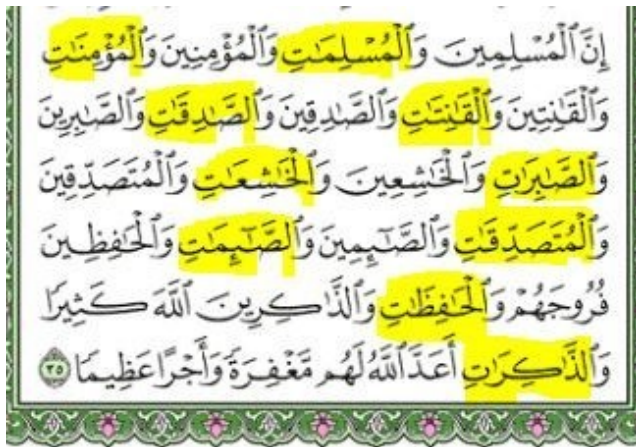 إِنَّ ٱلْمُسْلِمِينَ وَٱلْمُسْلِمَٰتِ وَٱلْمُؤْمِنِينَ وَٱلْمُؤْمِنَٰتِ
وَٱلْقَٰنِتِينَ وَٱلْقَٰنِتَٰتِ وَٱلصَّٰدِقِينَ وَٱلصَّٰدِقَٰتِ وَٱلصَّٰبِرِينَ
وَٱلصَّٰبِرَٰتِ وَٱلْخَٰشِعِينَ وَٱلْخَٰشِعَٰتِ وَٱلْمُتَصَدِّقِينَ
وَٱلْمُتَصَدِّقَٰتِ وَٱلصَّٰٓئِمِينَ وَٱلصَّٰٓئِمَٰتِ وَٱلْحَٰفِظِينَ
فُرُوجَهُمْ وَٱلْحَٰفِظَٰتِ وَٱلذَّٰكِرِينَ ٱللَّهَ كَثِيرًا
وَٱلذَّٰكِرَٰتِ أَعَدَّ ٱللَّهُ لَهُم مَّغْفِرَةً وَأَجْرًا عَظِيمًا ٣٥